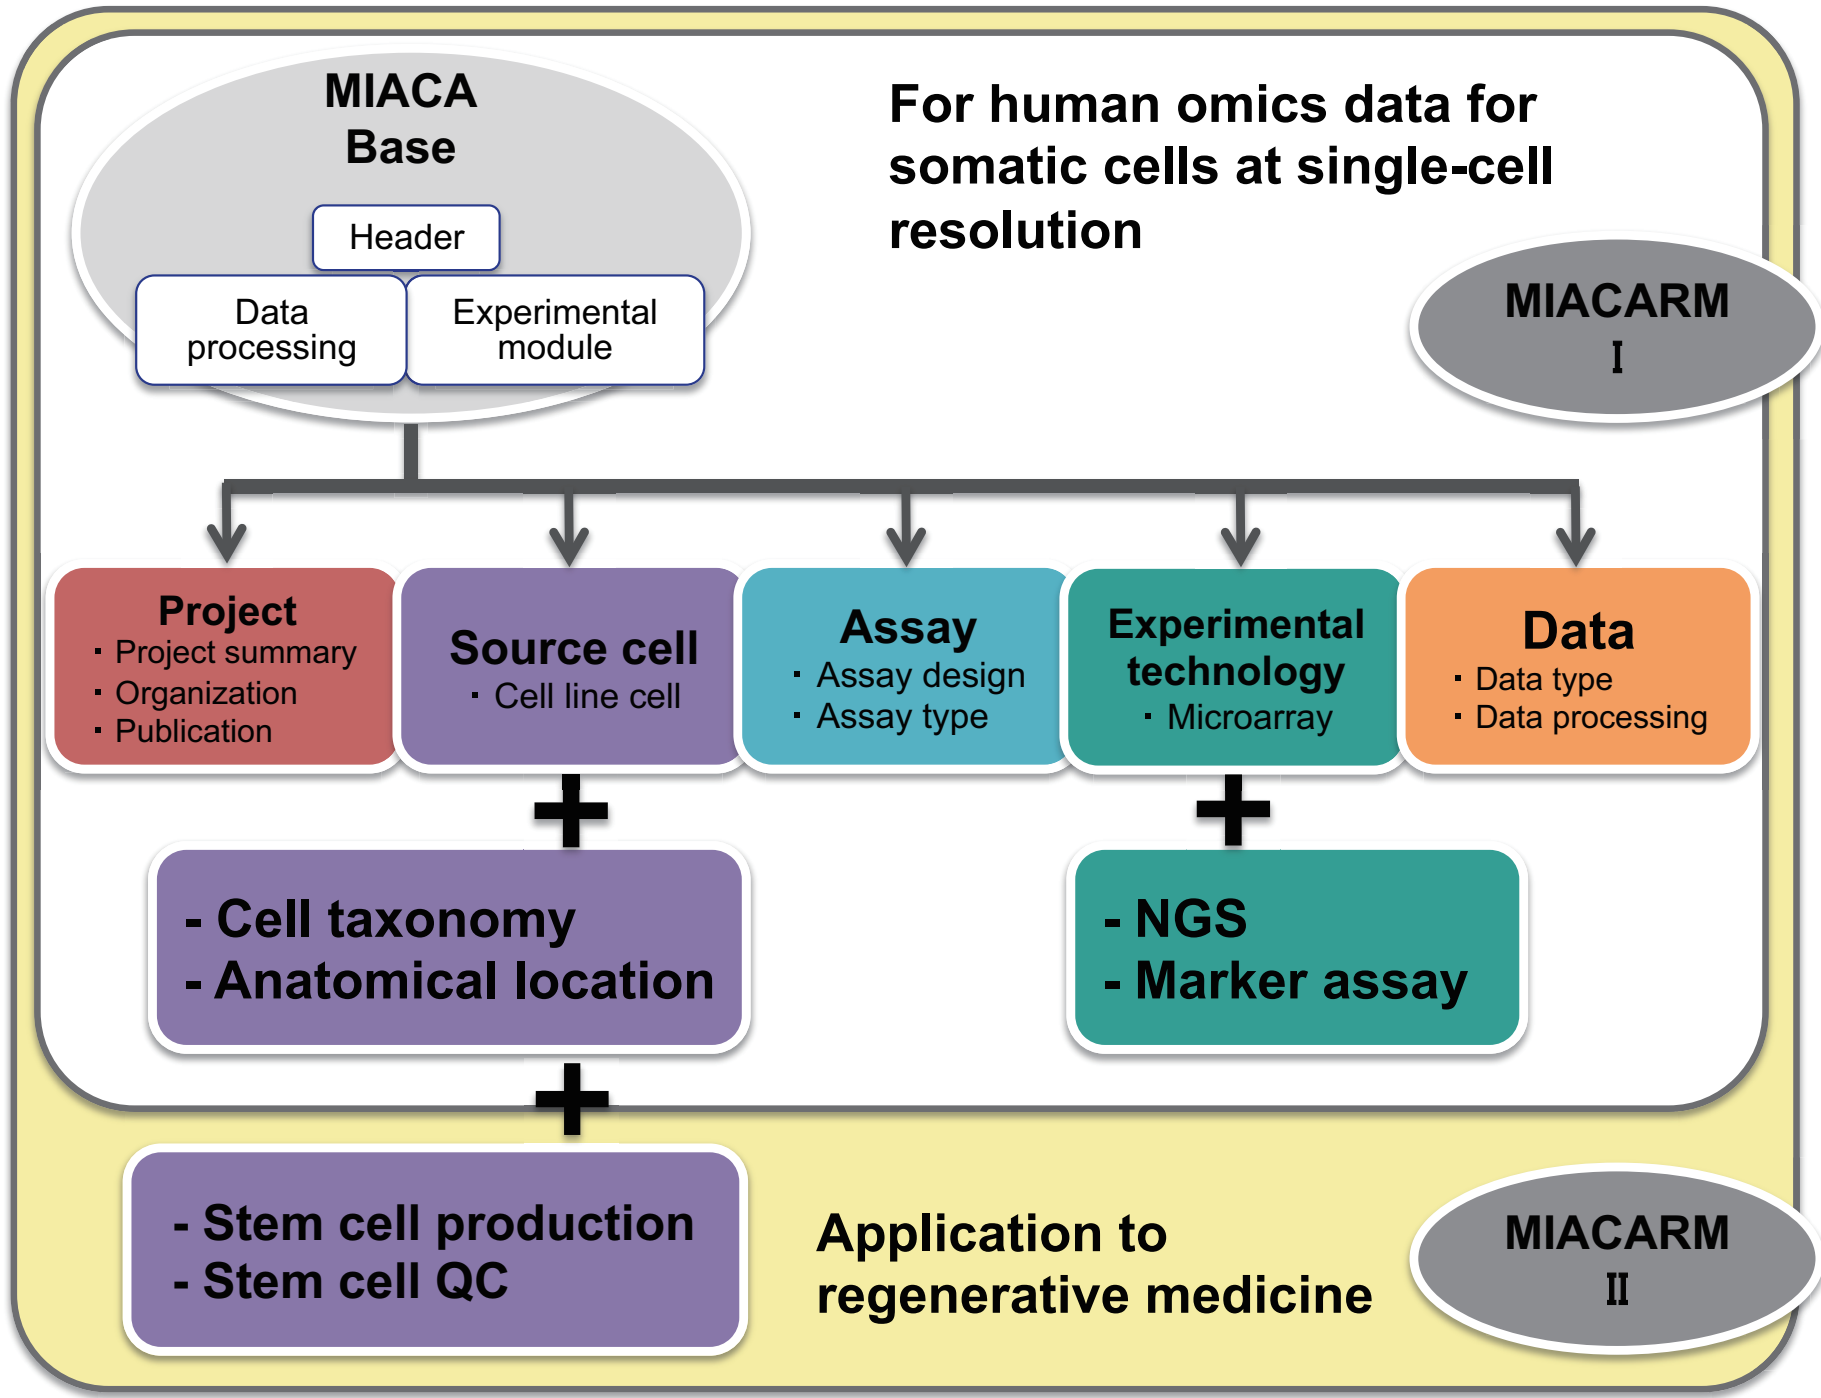 MIACA
Base
Header
Data
processing
Experimental
module
For human omics data for
somatic cells at single-cell
resolution
MIACARM
I
Project
· Project summary
· Organization
· Publication
Source cell
· Cell line cell
Assay
· Assay design
· Assay type
Experimental
technology
· Microarray
Data
· Data type
· Data processing
+
+
- Cell taxonomy
- Anatomical location
- NGS
- Marker assay
+
- Stem cell production
- Stem cell QC
Application to
regenerative medicine
MIACARM
II